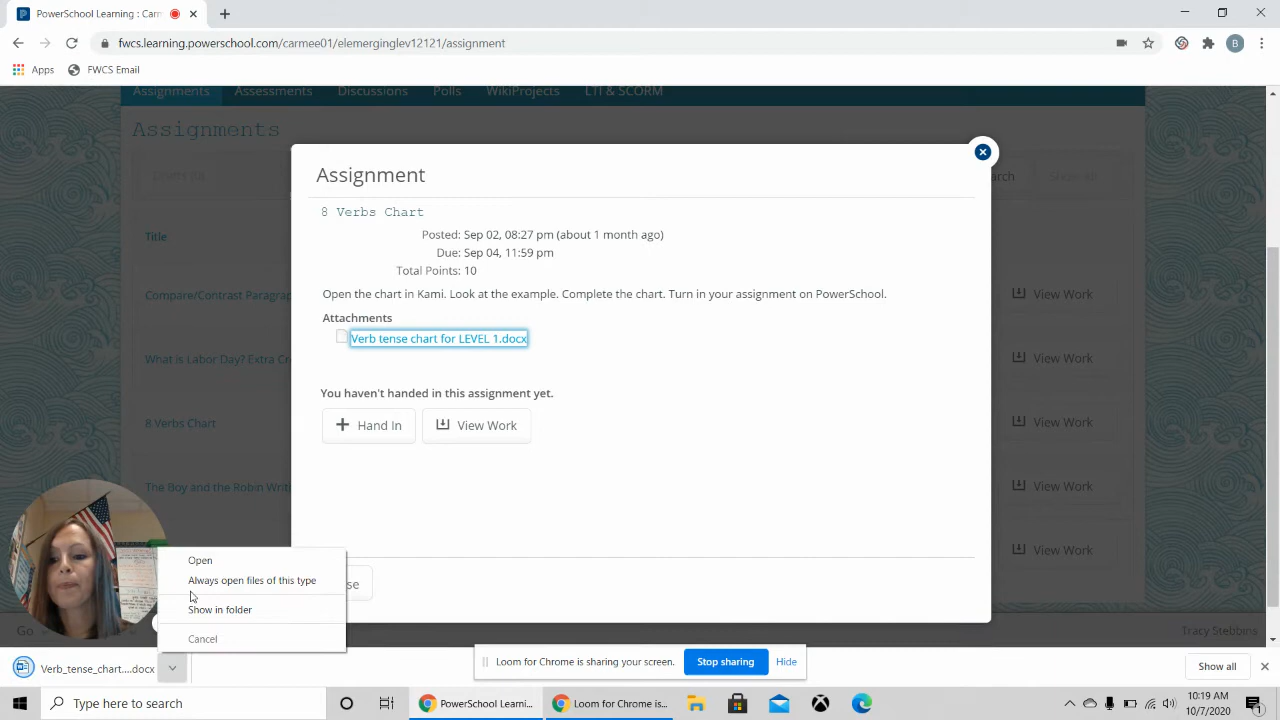 PowerSchool Learning : Carm
fwcs.learning.powerschool.com/carmee01/elemerginglev12121/assignment
B
Apps
FWCS Email
Assignments
Assessments
Discussions
Polls
WikiProjects
LTI & SCORM
Assignments
Title
Compare/Contrast Paragrap
View Work
What is Labor Day? Extra Cr
View Work
8 Verbs Chart
View Work
The Boy and the Robin Writi
View Work
View Work
Assignment
8 Verbs Chart
Posted: Sep 02, 08:27 pm (about 1 month ago)
Due: Sep 04, 11:59 pm
Total Points: 10
Open the chart in Kami. Look at the example. Complete the chart. Turn in your assignment on PowerSchool.
Attachments
Verb tense chart for LEVEL 1.docx
You haven't handed in this assignment yet.
+ Hand In
View Work
Open
Always open files of this type
Show in folder
Cancel
se
Go
Tracy Stebbins
Verb_tense_chart....docx
Loom for Chrome is sharing your screen.
Stop sharing
Hide
Show all
Type here to search
PowerSchool Learni...
Loom for Chrome is...
10:19 AM
10/7/2020
1